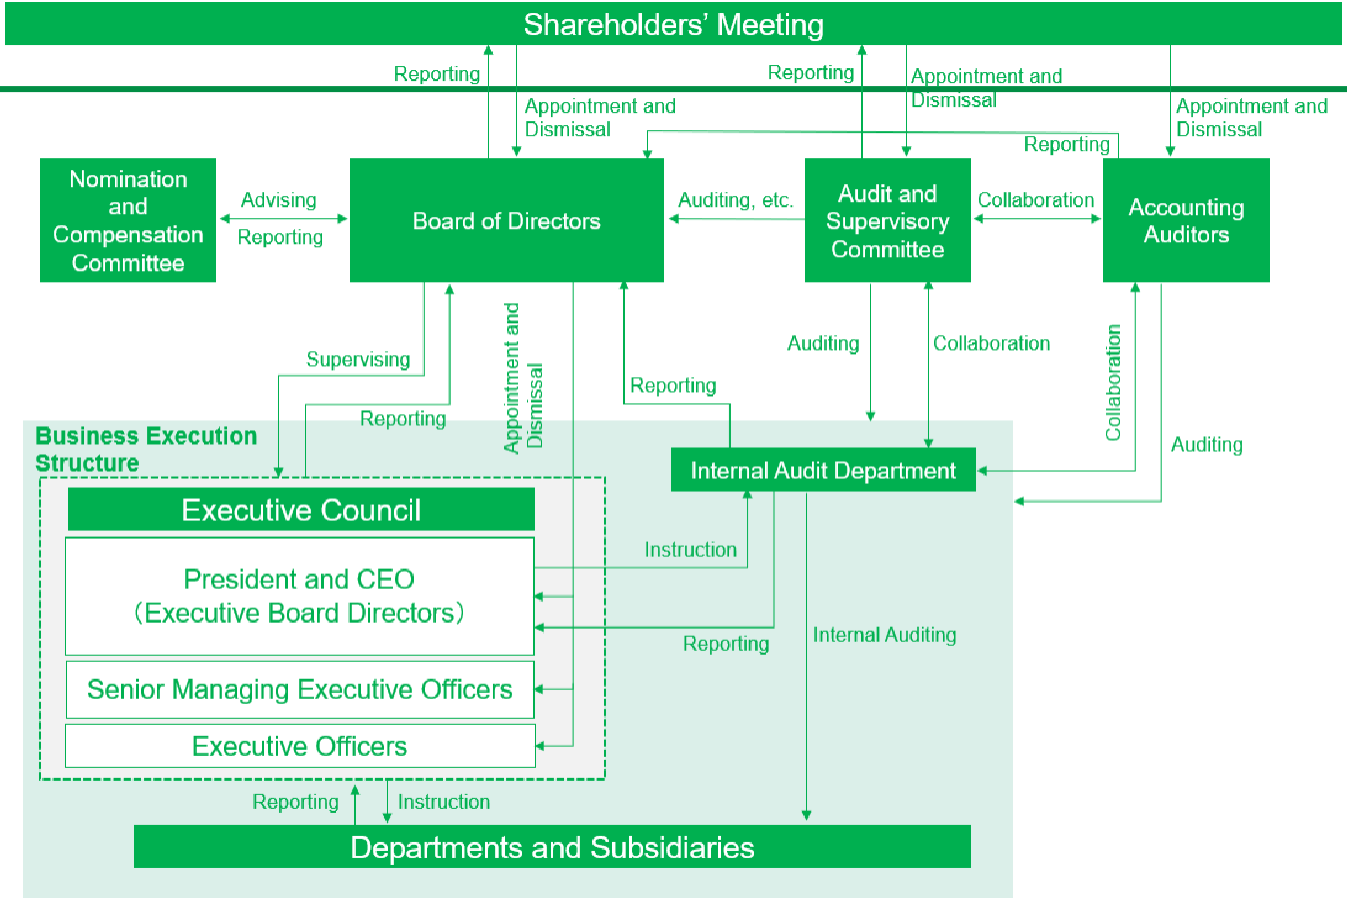 Shareholders’ Meeting
Reporting
Appointment and
Dismissal
Reporting
Appointment and
Dismissal
Appointment and
Dismissal
Reporting
Nomination
and
Compensation
Committee
Advising
Reporting
Board of Directors
Auditing, etc.
Audit and
Supervisory
Committee
Collaboration
Accounting
Auditors
Supervising
Reporting
Appointment and
Dismissal
Reporting
Auditing
Collaboration
Collaboration
Auditing
Business Execution
Structure
Internal Audit Department
Executive Council
President and CEO
（Executive Board Directors）
Instruction
Reporting
Internal Auditing
Senior Managing Executive Officers
Executive Officers
Reporting
Instruction
Departments and Subsidiaries